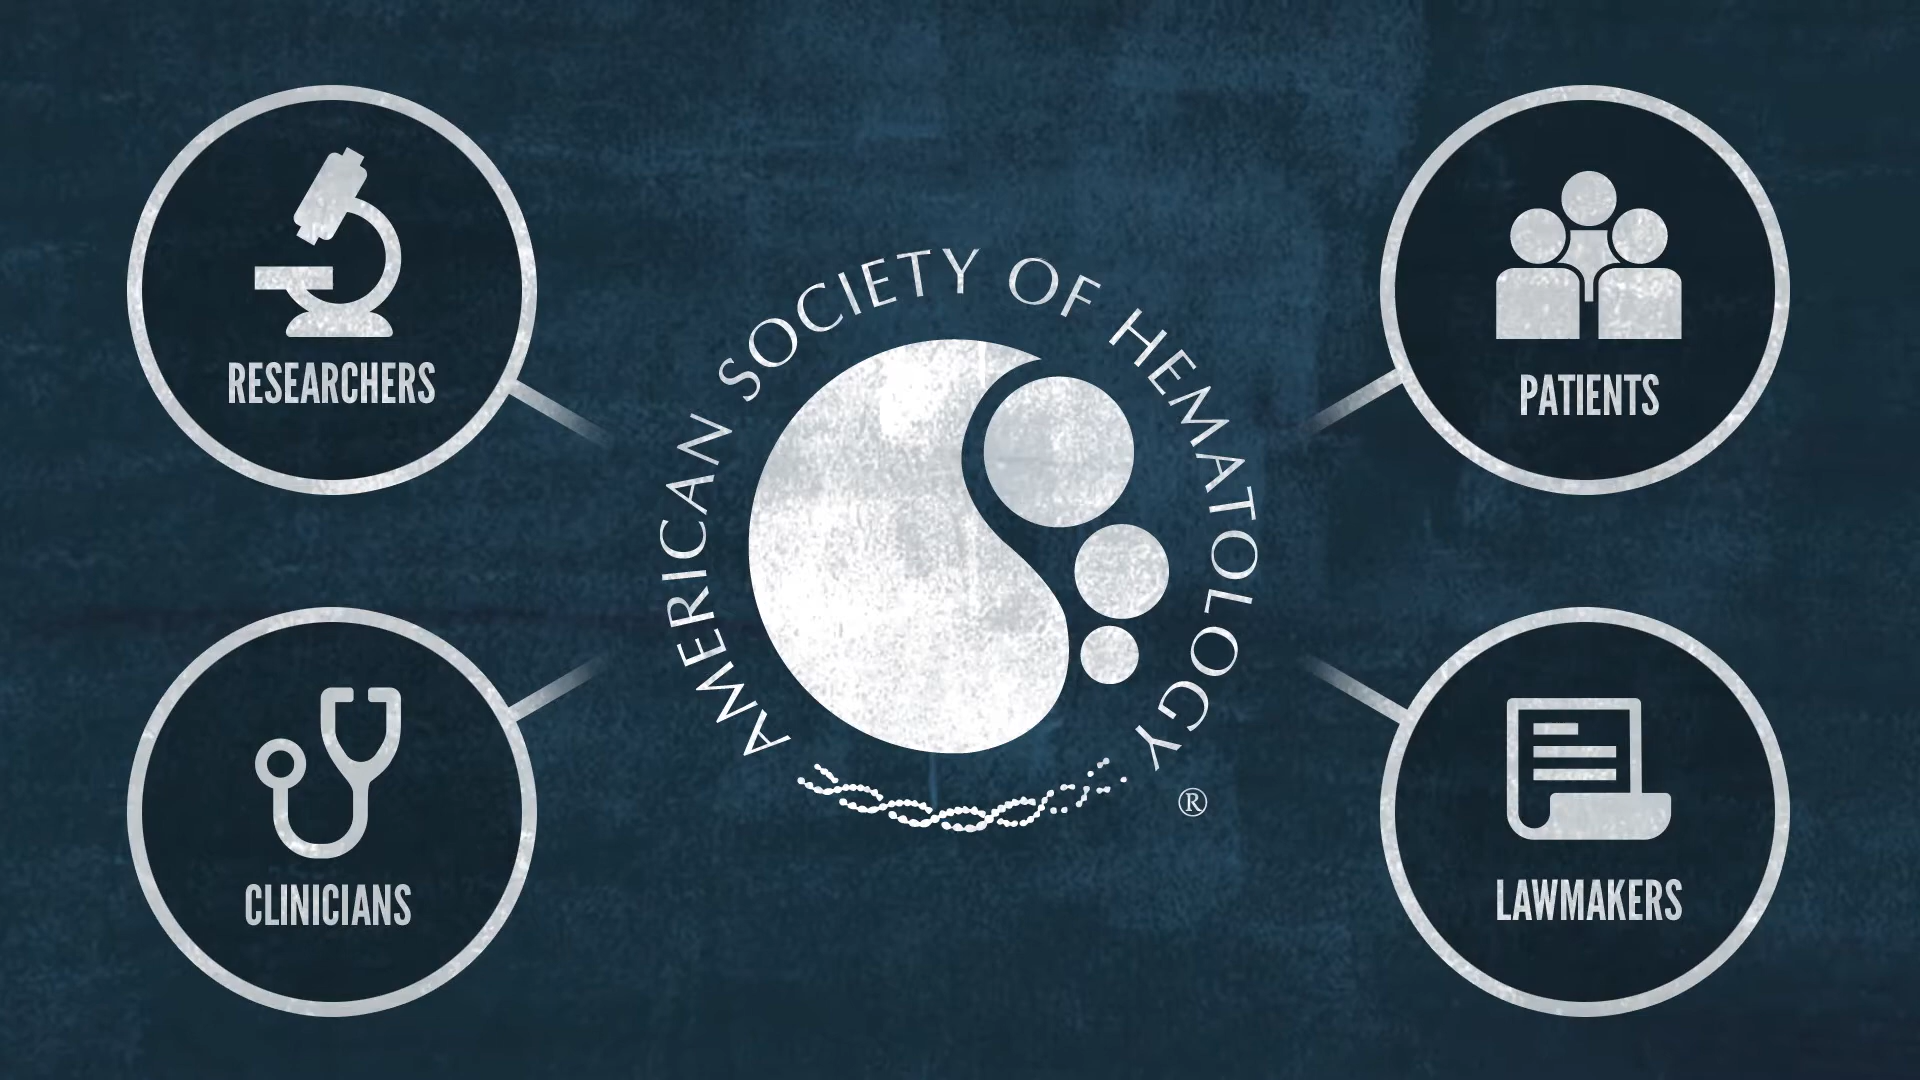 RESEARCHERS
PATIENTS
AMERICAN SOCIETY OF HEMATOLOGY
®
CLINICIANS
LAWMAKERS